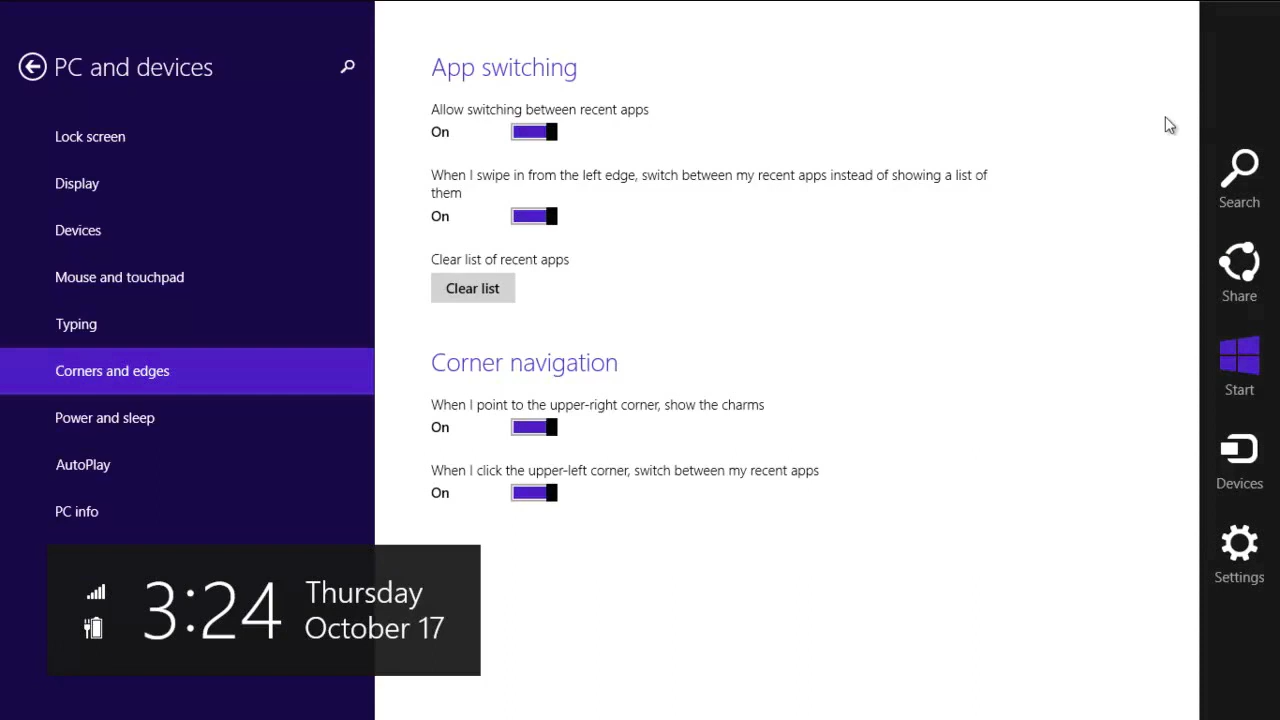 PC and devices
Lock screen
Display
Devices
Mouse and touchpad
Typing
Corners and edges
Power and sleep
AutoPlay
PC info
App switching
Allow switching between recent apps
On
When I swipe in from the left edge, switch between my recent apps instead of showing a list of
them
On
Clear list of recent apps
Clear list
Corner navigation
When I point to the upper-right corner, show the charms
On
When I click the upper-left corner, switch between my recent apps
On
3:24
Thursday
October 17
Search
Share
Start
Devices
Settings